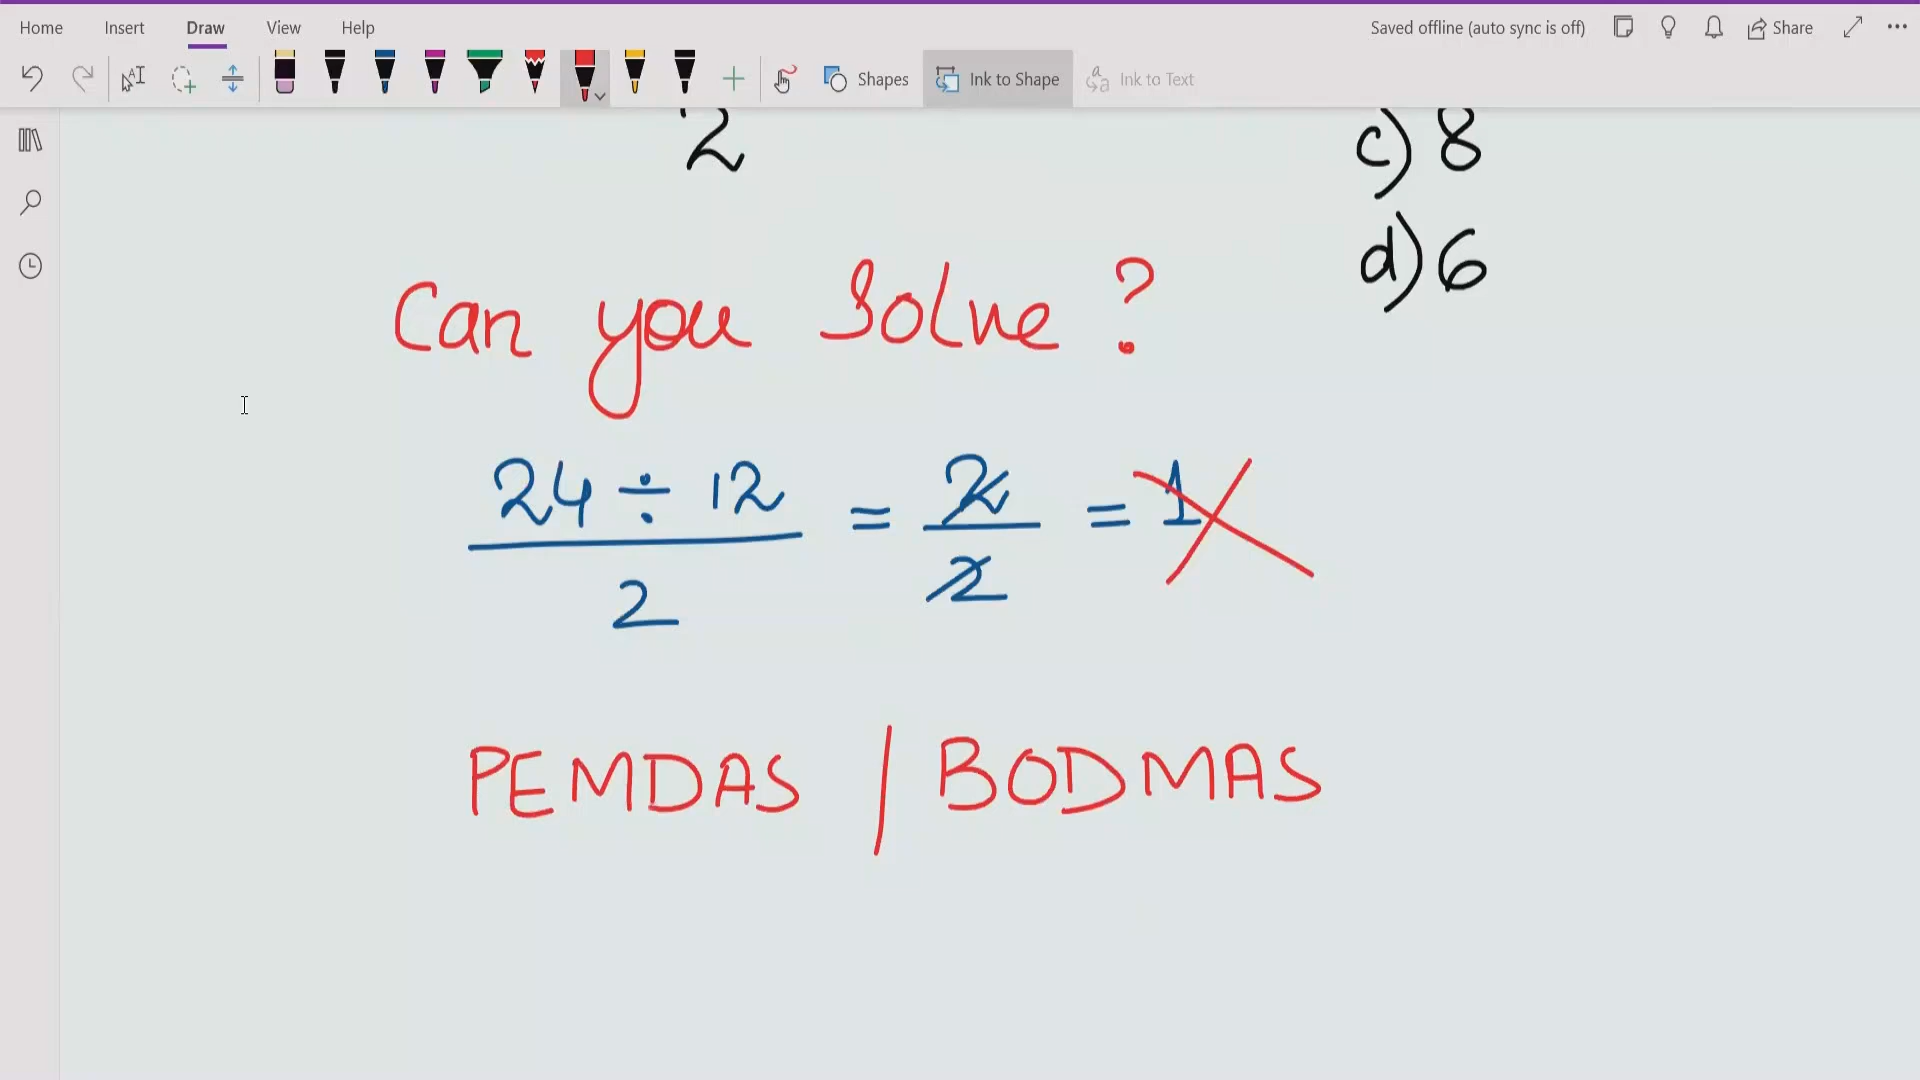 Home Insert Draw View Help Saved offline (auto sync is off) Share
Shapes Ink to Shape Ink to Text
2
c) 8
d) 6
Can you Solve ?
24 ÷ 12 = 2 = 1
2 2
PEMDAS / BODMAS